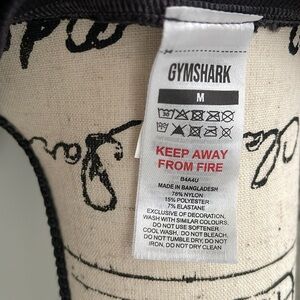 GYMSHARK
M
KEEP AWAY
FROM FIRE
B4A4U
MADE IN BANGLADESH
78% NYLON
15% POLYESTER
7% ELASTANE
EXCLUSIVE OF DECORATION.
WASH WITH SIMILAR COLOURS.
DO NOT USE SOFTENER
COOL WASH, DO NOT BLEACH,
DO NOT TUMBLE DRY, DO NOT
IRON, DO NOT DRY CLEAN